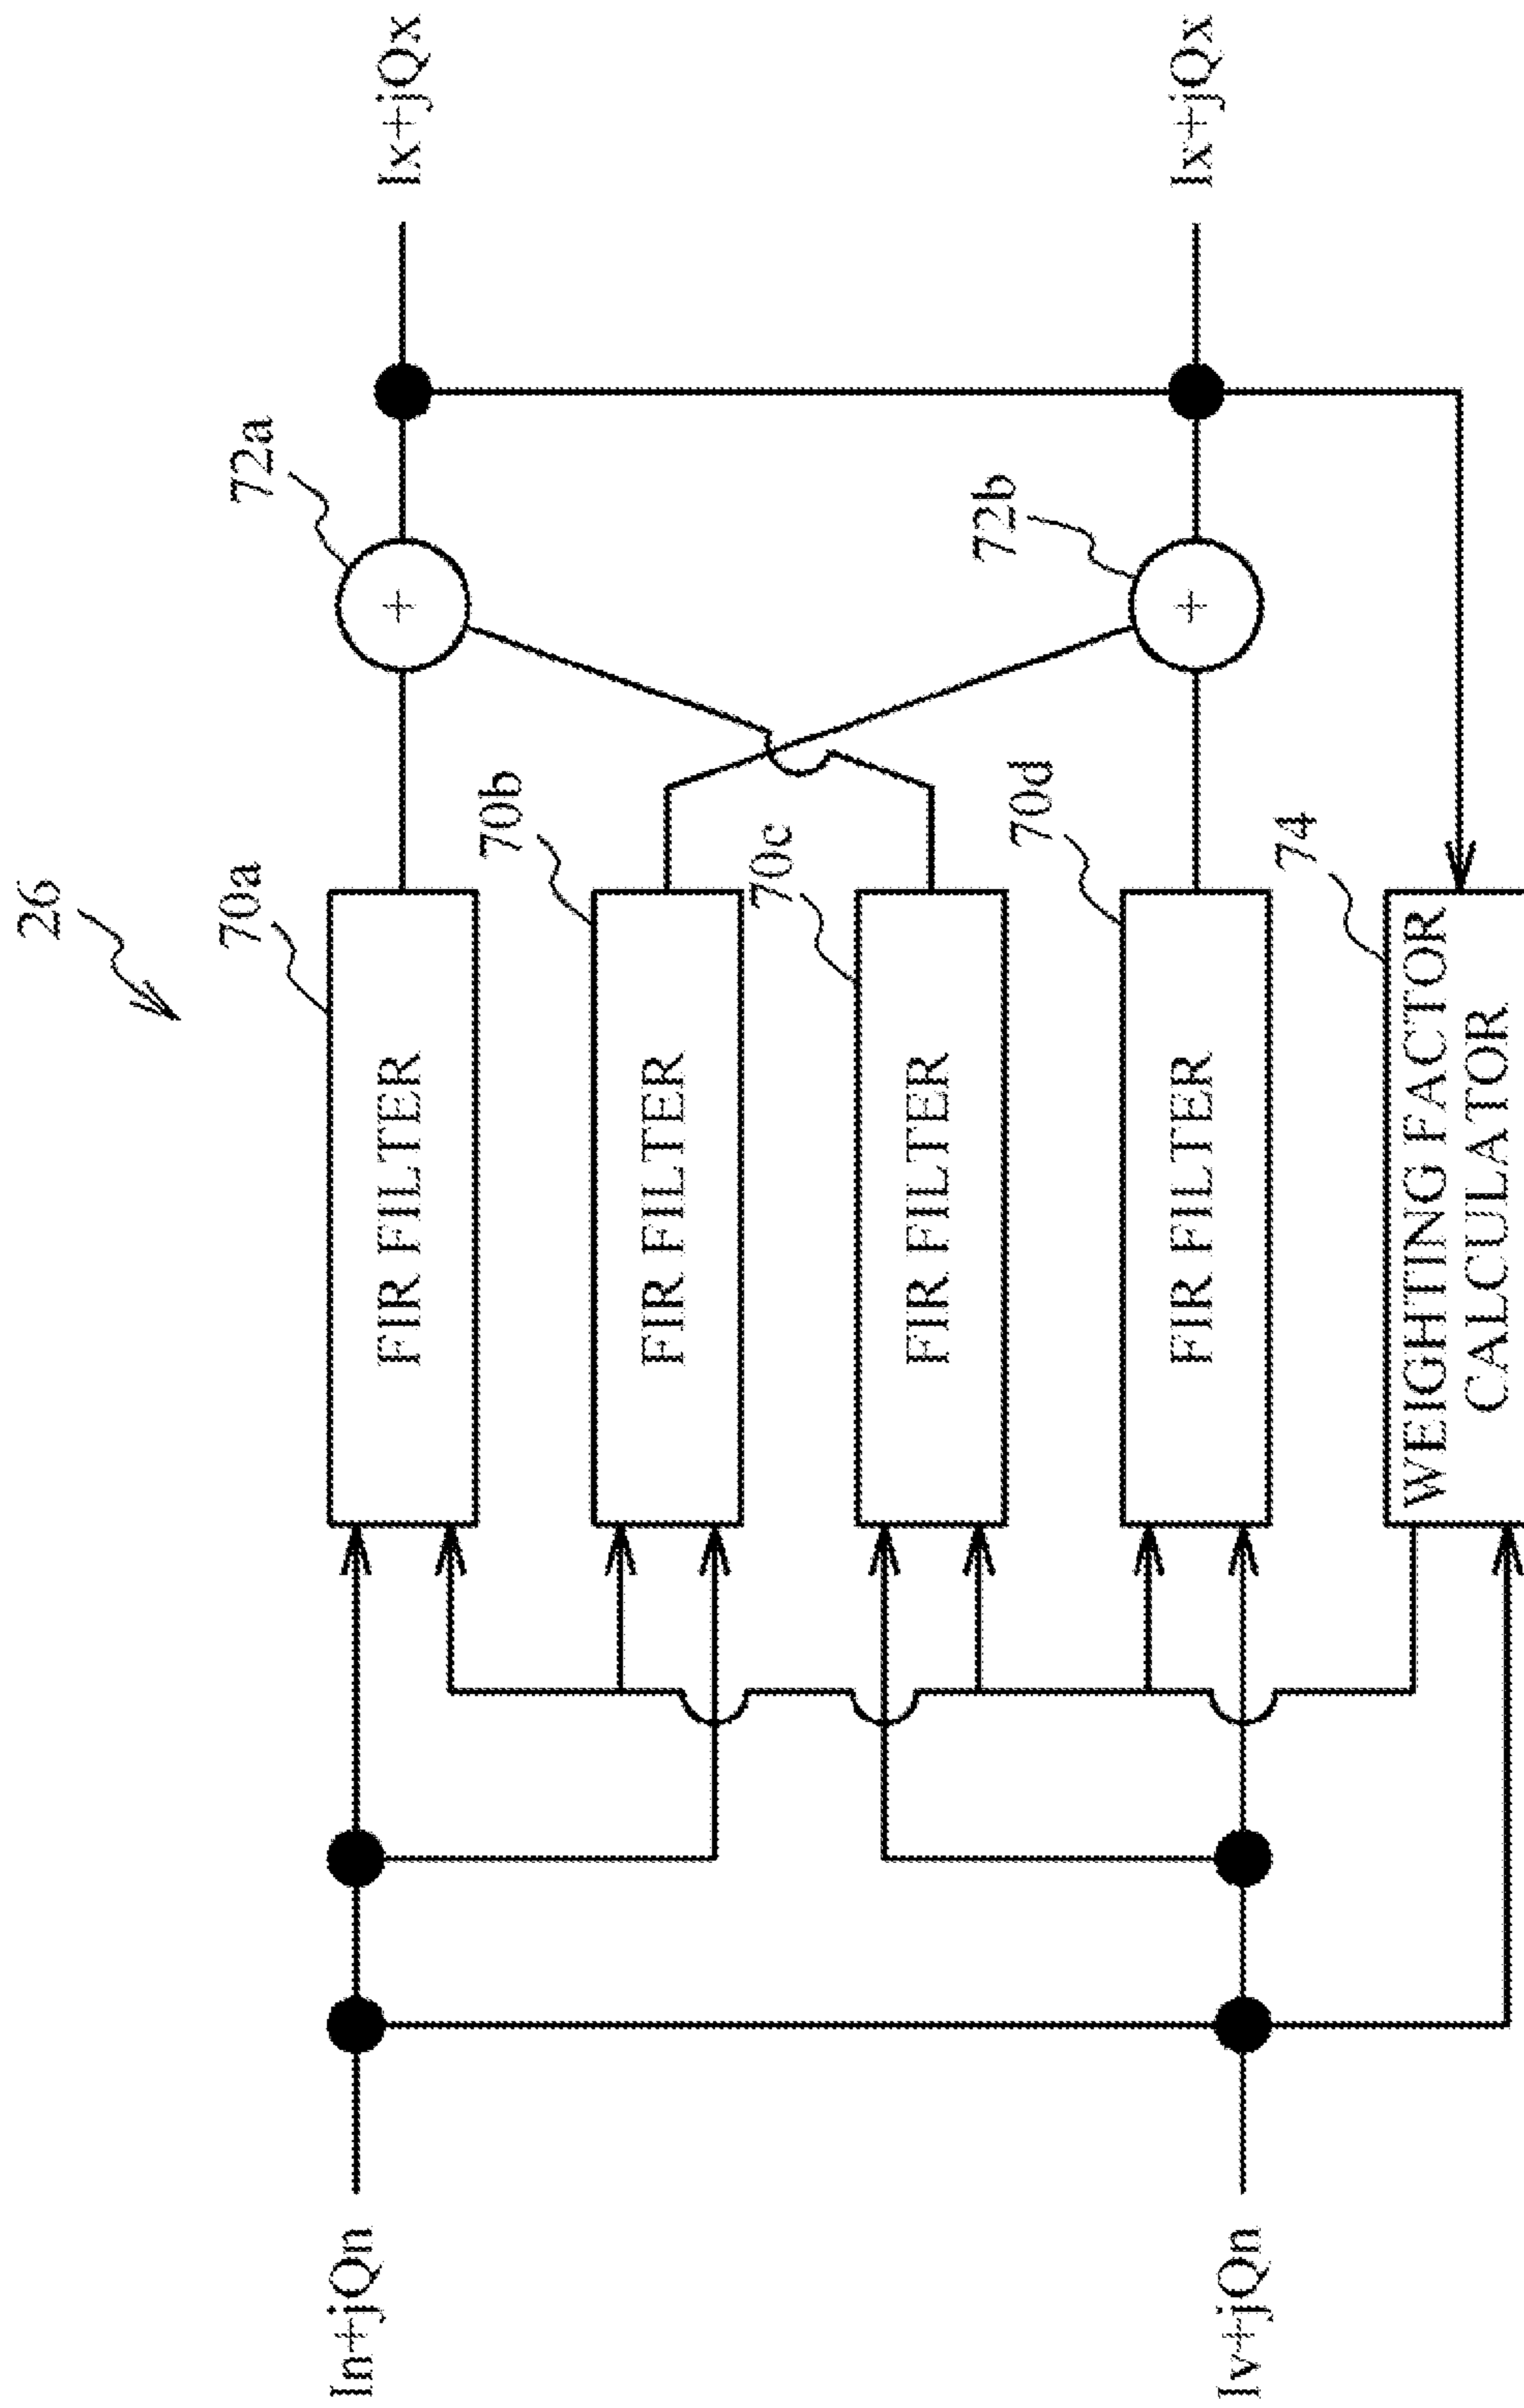 26
In+jQn
70a
FIR FILTER
72a
Ix+jQx
70b
FIR FILTER
70c
FIR FILTER
Iv+jQn
70d
FIR FILTER
72b
Ix+jQx
74
WEIGHTING FACTOR
CALCULATOR